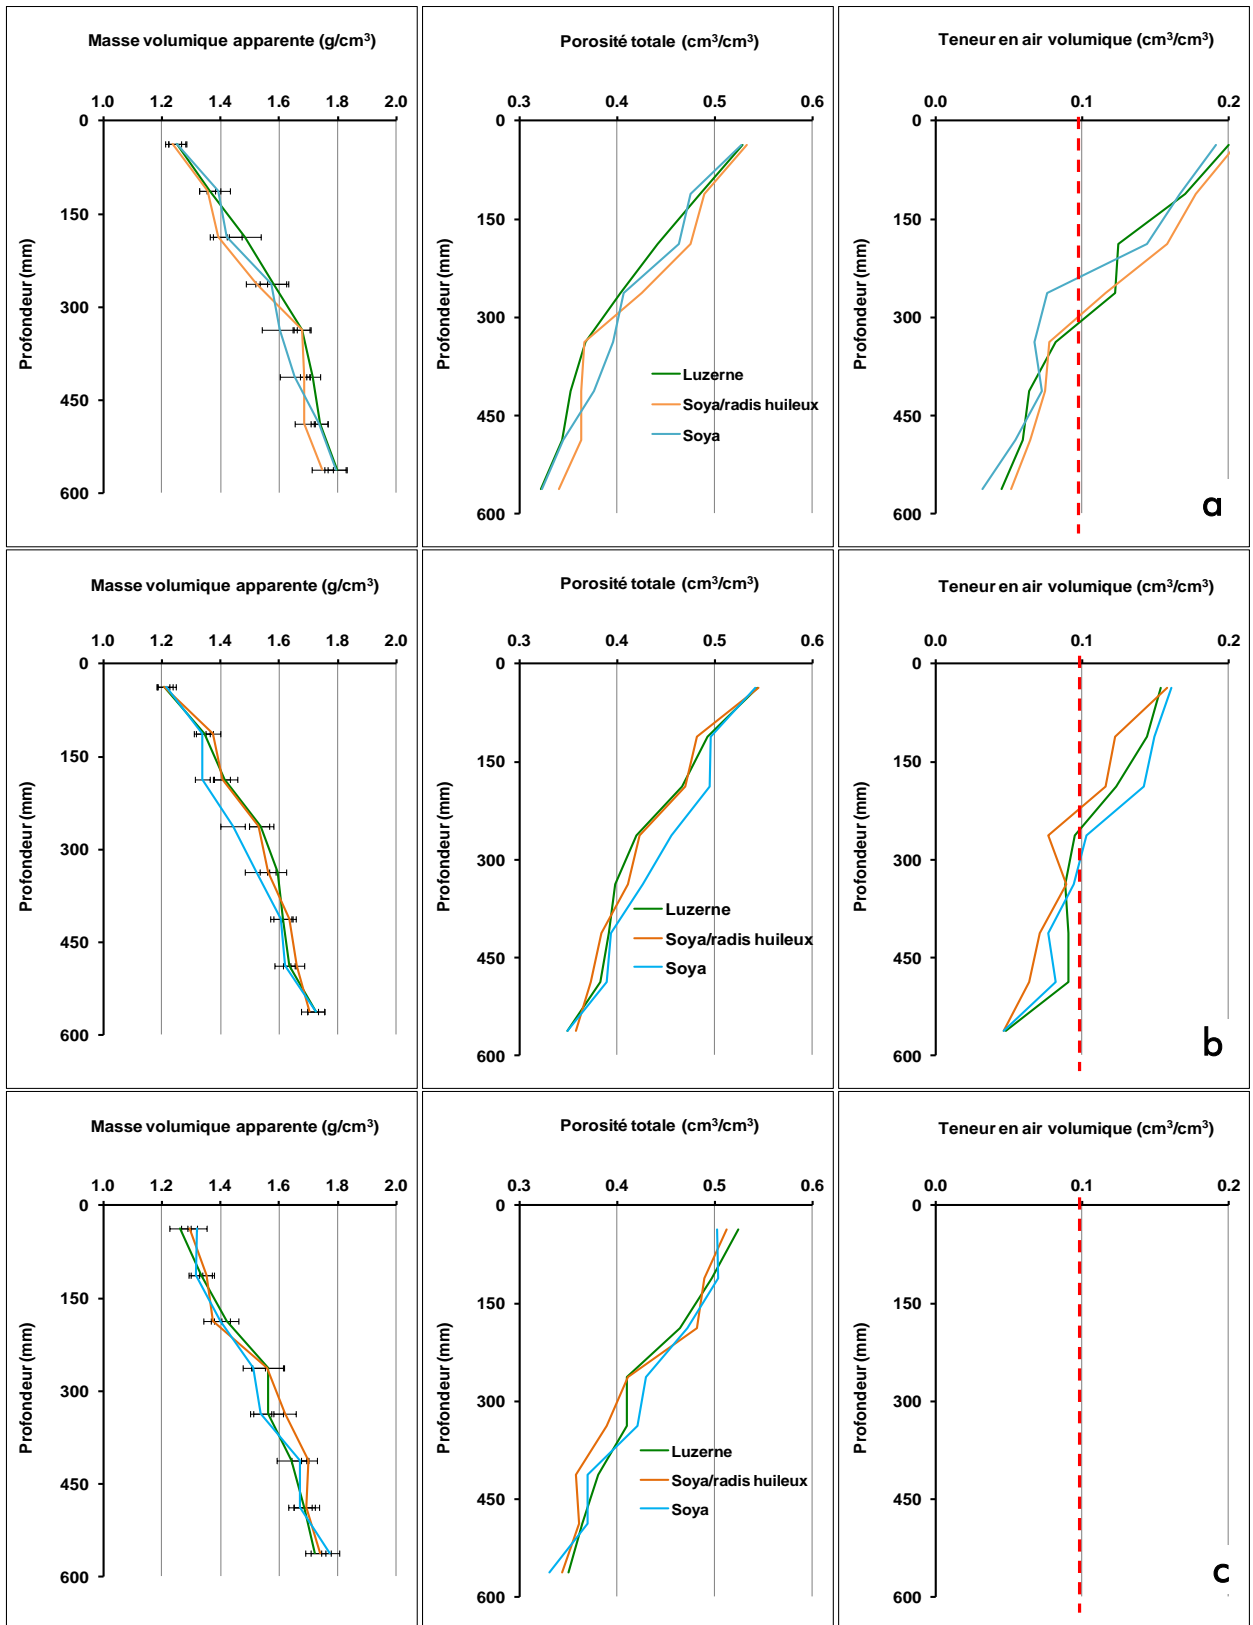 Masse volumique apparente (g/cm³)
1.0 1.2 1.4 1.6 1.8 2.0
0
150
300
450
600
Profondeur (mm)
Porosité totale (cm³/cm³)
0.3 0.4 0.5 0.6
0
150
300
450
600
Profondeur (mm)
Luzerne
Soya/radis huileux
Soya
Teneur en air volumique (cm³/cm³)
0.0 0.1 0.2
0
150
300
450
600
Profondeur (mm)
a
Masse volumique apparente (g/cm³)
1.0 1.2 1.4 1.6 1.8 2.0
0
150
300
450
600
Profondeur (mm)
Porosité totale (cm³/cm³)
0.3 0.4 0.5 0.6
0
150
300
450
600
Profondeur (mm)
Luzerne
Soya/radis huileux
Soya
Teneur en air volumique (cm³/cm³)
0.0 0.1 0.2
0
150
300
450
600
Profondeur (mm)
b
Masse volumique apparente (g/cm³)
1.0 1.2 1.4 1.6 1.8 2.0
0
150
300
450
600
Profondeur (mm)
Porosité totale (cm³/cm³)
0.3 0.4 0.5 0.6
0
150
300
450
600
Profondeur (mm)
Luzerne
Soya/radis huileux
Soya
Teneur en air volumique (cm³/cm³)
0.0 0.1 0.2
0
150
300
450
600
Profondeur (mm)
c